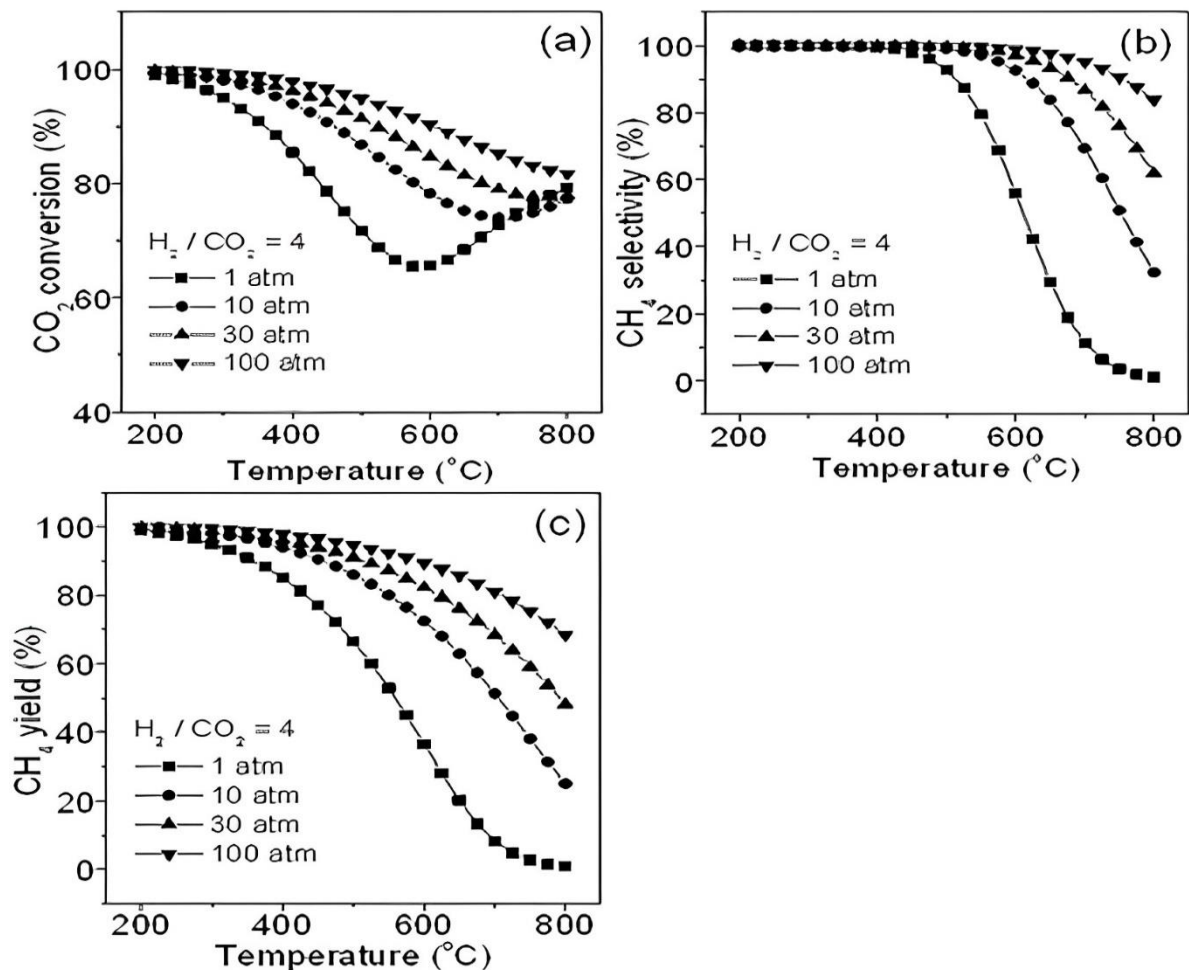 (a)
100
80
60
40
CO₂ conversion (%)
H₂ / CO₂ = 4
1 atm
10 atm
30 atm
100 atm
200 400 600 800
Temperature (°C)
(b)
100
80
60
40
20
0
CH₄ selectivity (%)
H₂ / CO₂ = 4
1 atm
10 atm
30 atm
100 atm
200 400 600 800
Temperature (°C)
(c)
100
80
60
40
20
0
CH₄ yield (%)
H₂ / CO₂ = 4
1 atm
10 atm
30 atm
100 atm
200 400 600 800
Temperature (°C)